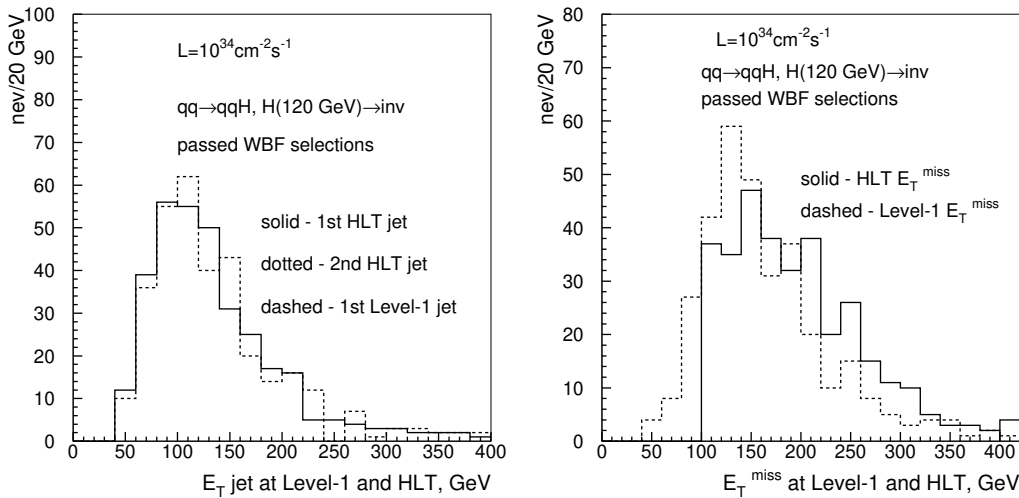 nev/20 GeV
100
90
80
70
60
50
40
30
20
10
0
L=10³⁴cm⁻²s⁻¹
qq→qqH, H(120 GeV)→inv
passed WBF selections
solid - 1st HLT jet
dotted - 2nd HLT jet
dashed - 1st Level-1 jet
0 50 100 150 200 250 300 350 400
E_T jet at Level-1 and HLT, GeV
nev/20 GeV
80
70
60
50
40
30
20
10
0
L=10³⁴cm⁻²s⁻¹
qq→qqH, H(120 GeV)→inv
passed WBF selections
solid - HLT E_T^miss
dashed - Level-1 E_T^miss
0 50 100 150 200 250 300 350 400
E_T^miss at Level-1 and HLT, GeV